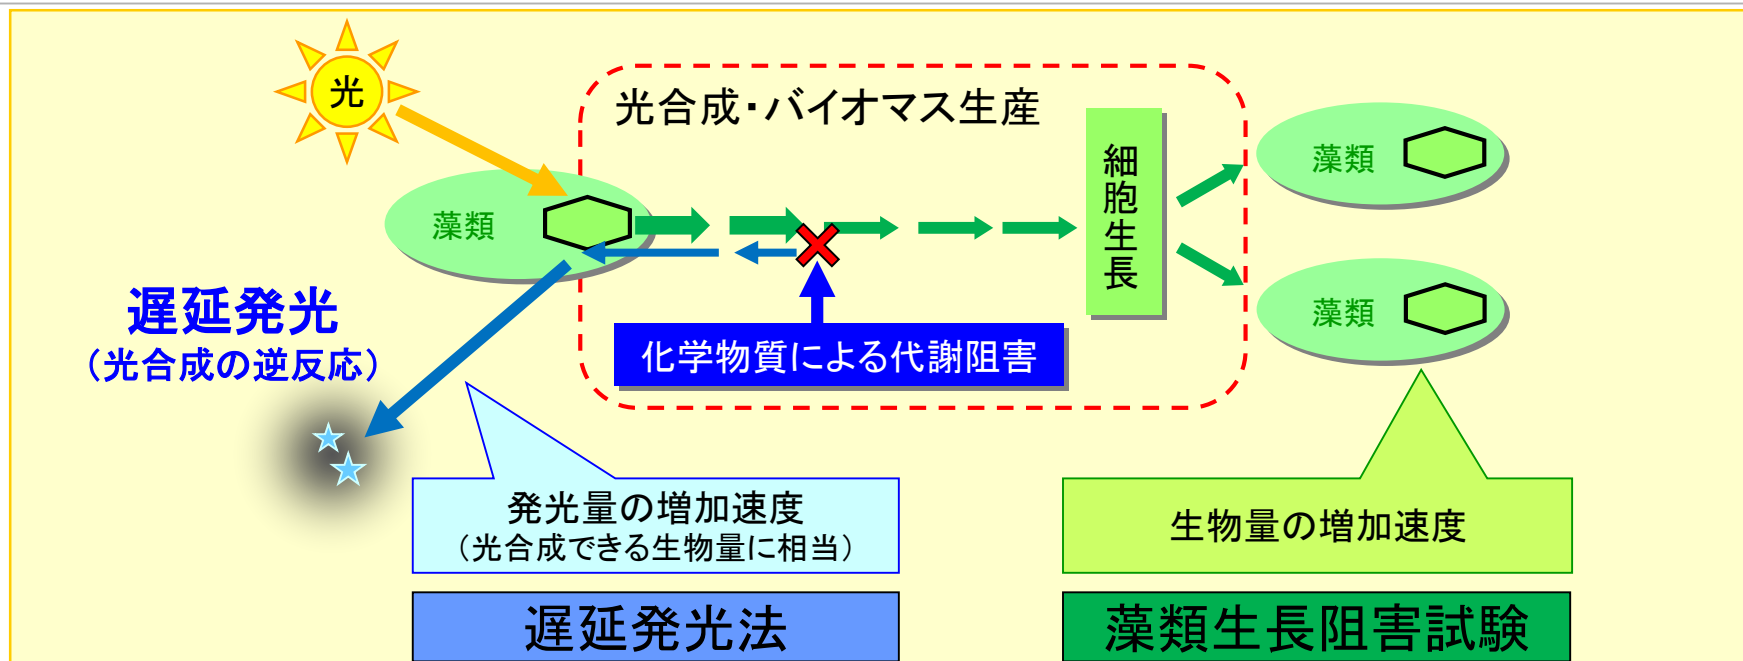 光
光合成・バイオマス生産
細胞生長
藻類
藻類
藻類
遅延発光
（光合成の逆反応）
化学物質による代謝阻害
発光量の増加速度
（光合成できる生物量に相当）
生物量の増加速度
遅延発光法
藻類生長阻害試験